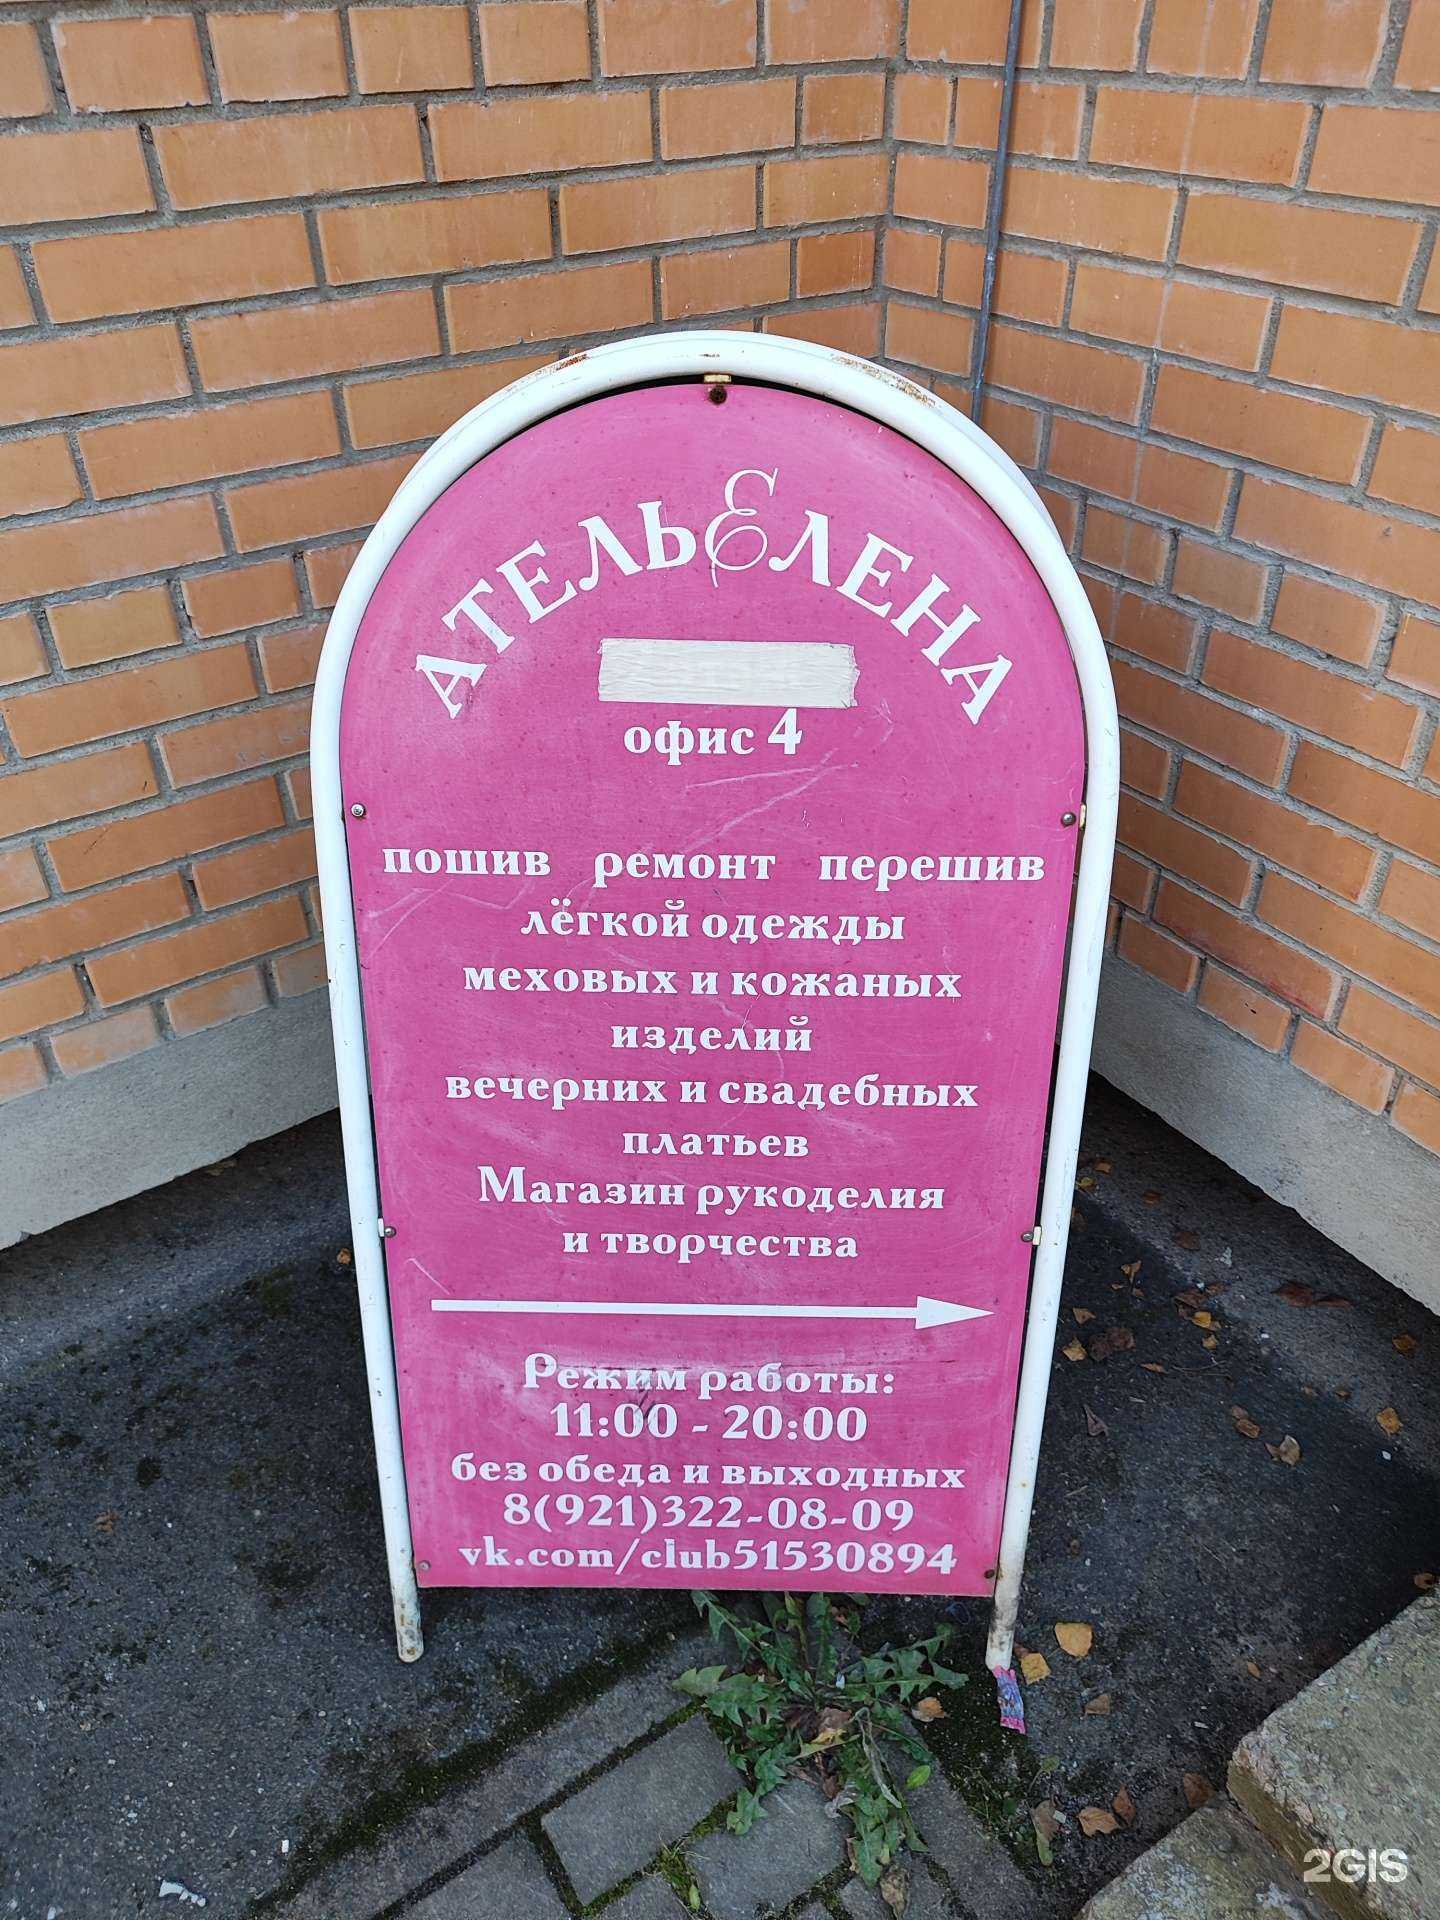 АТЕЛЬЕЛЕНА
офис 4
пошив ремонт перешив
лёгкой одежды
меховых и кожаных
изделий
вечерних и свадебных
платьев
Магазин рукоделия
и творчества
Режим работы:
11:00 - 20:00
без обеда и выходных
8(921)322-08-09
vk.com/club51530894
2GIS